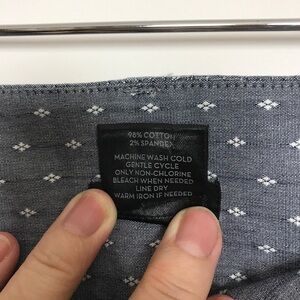 98% COTTON
2% SPANDEX
MACHINE WASH COLD
GENTLE CYCLE
ONLY NON-CHLORINE
BLEACH WHEN NEEDED
LINE DRY
WARM IRON IF NEEDED